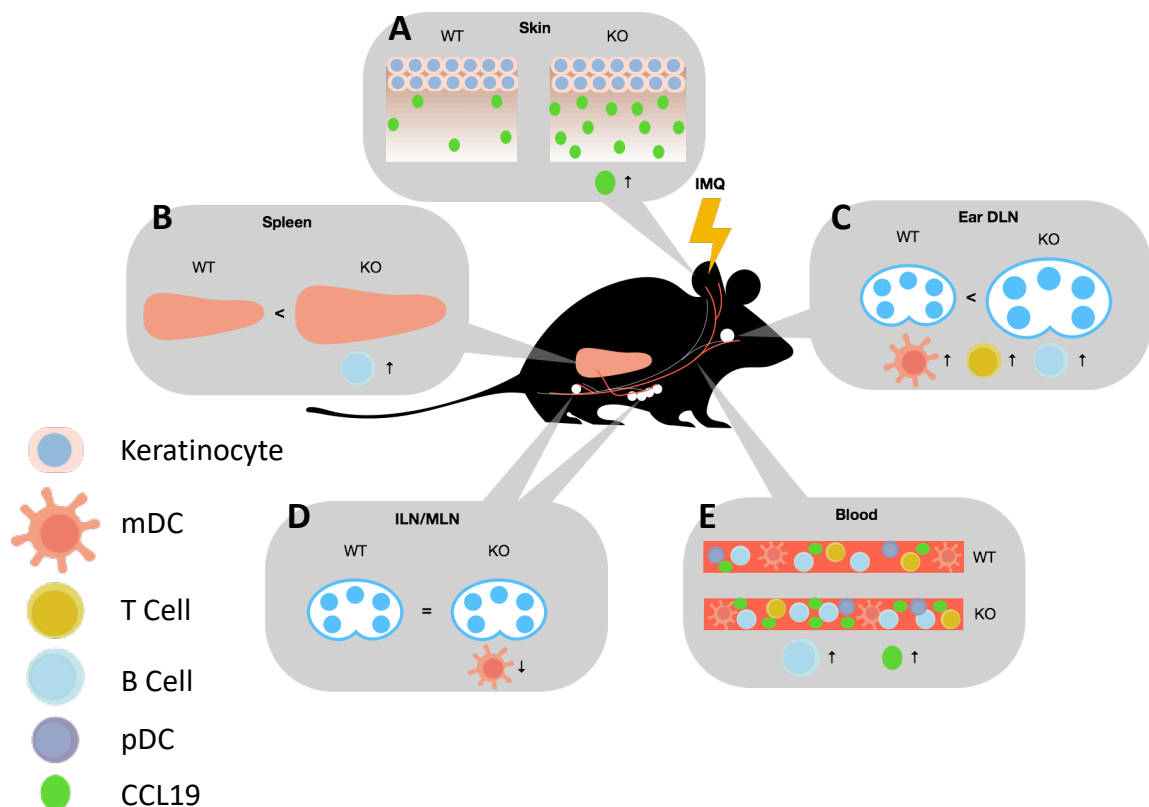 A
Skin
WT
KO
↑
IMQ
B
Spleen
WT
KO
<
↑
C
Ear DLN
WT
KO
<
↑ ↑ ↑
Keratinocyte
mDC
T Cell
B Cell
pDC
CCL19
D
ILN/MLN
WT
KO
=
↓
E
Blood
WT
KO
↑ ↑